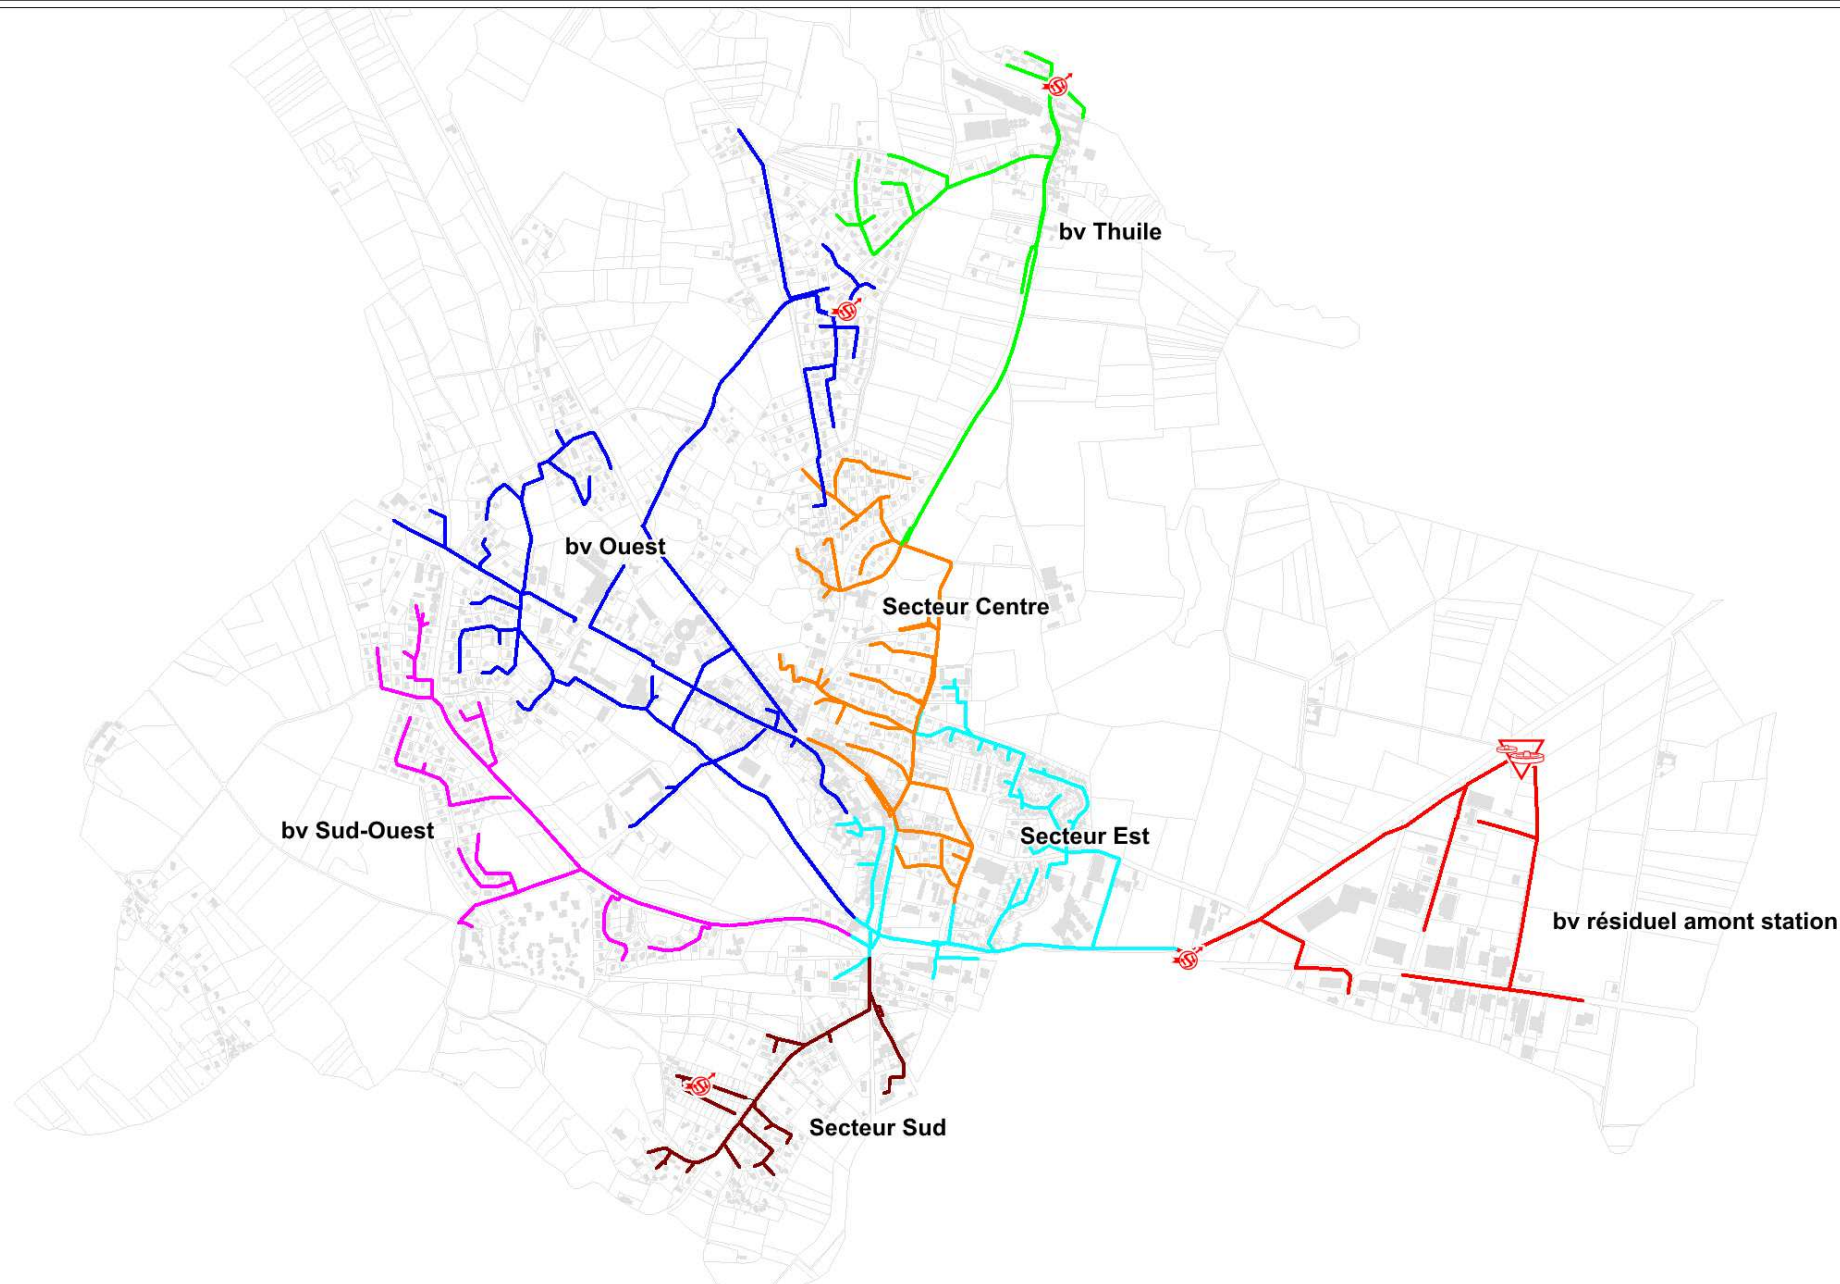 bv Thuile
bv Ouest
Secteur Centre
bv Sud-Ouest
Secteur Est
bv résiduel amont station
Secteur Sud